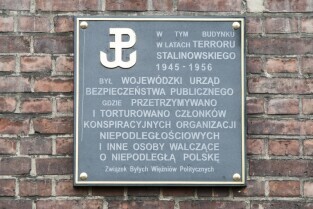 W TYM BUDYNKU
W LATACH TERRORU
STALINOWSKIEGO
1945-1956
BYŁ WOJEWÓDZKI URZĄD
BEZPIECZEŃSTWA PUBLICZNEGO
GDZIE PRZETRZYMYWANO
I TORTUROWANO CZŁONKÓW
KONSPIRACYJNYCH ORGANIZACJI
NIEPODLEGŁOŚCIOWYCH
I INNE OSOBY WALCZĄCE
O NIEPODLEGŁĄ POLSKĘ
Związek Byłych Więźniów Politycznych